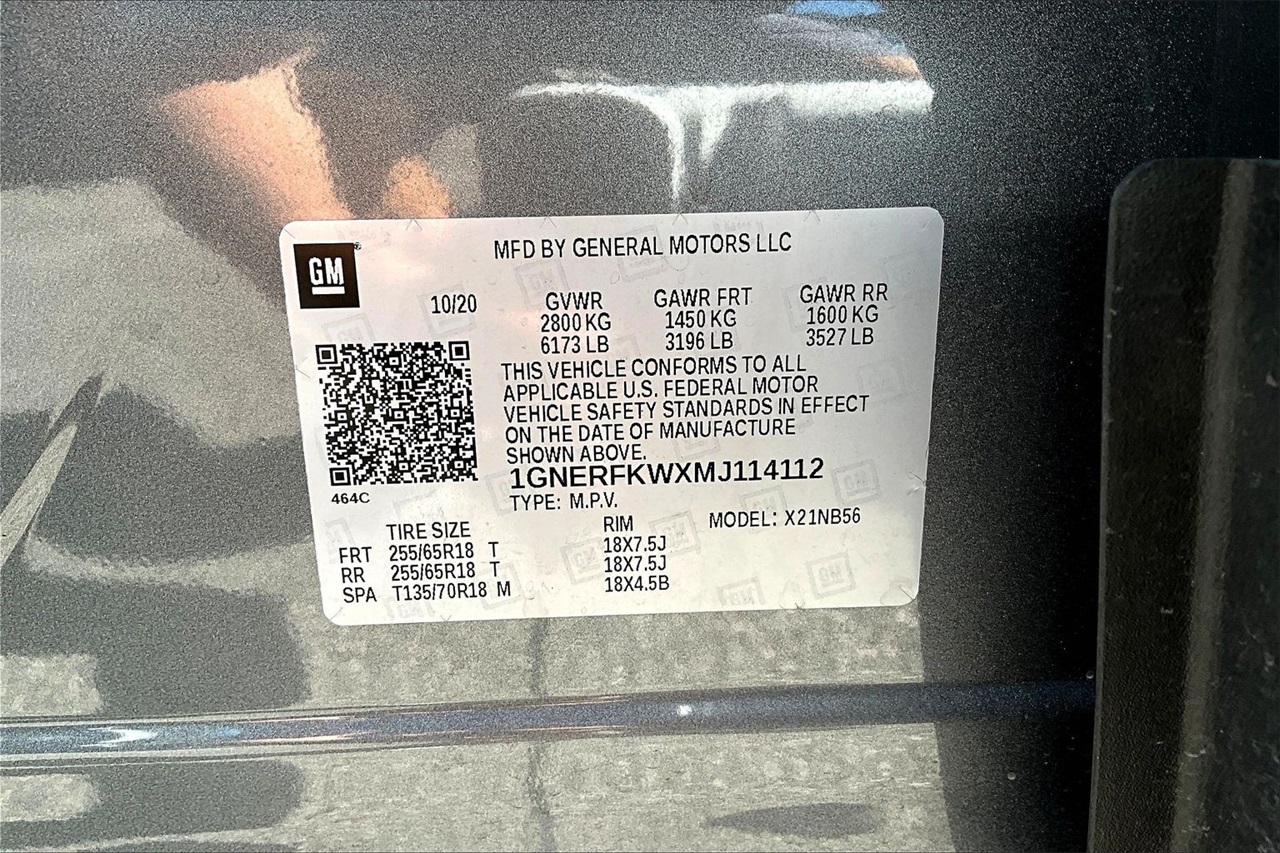 GM
MFD BY GENERAL MOTORS LLC
10/20 GVWR GAWR FRT GAWR RR
2800 KG 1450 KG 1600 KG
6173 LB 3196 LB 3527 LB
THIS VEHICLE CONFORMS TO ALL
APPLICABLE U.S. FEDERAL MOTOR
VEHICLE SAFETY STANDARDS IN EFFECT
ON THE DATE OF MANUFACTURE
SHOWN ABOVE.
1GNERFKWXMJ114112
464C
TYPE: M.P.V.
TIRE SIZE RIM MODEL: X21NB56
FRT 255/65R18 T 18X7.5J
RR 255/65R18 T 18X7.5J
SPA T135/70R18 M 18X4.5B